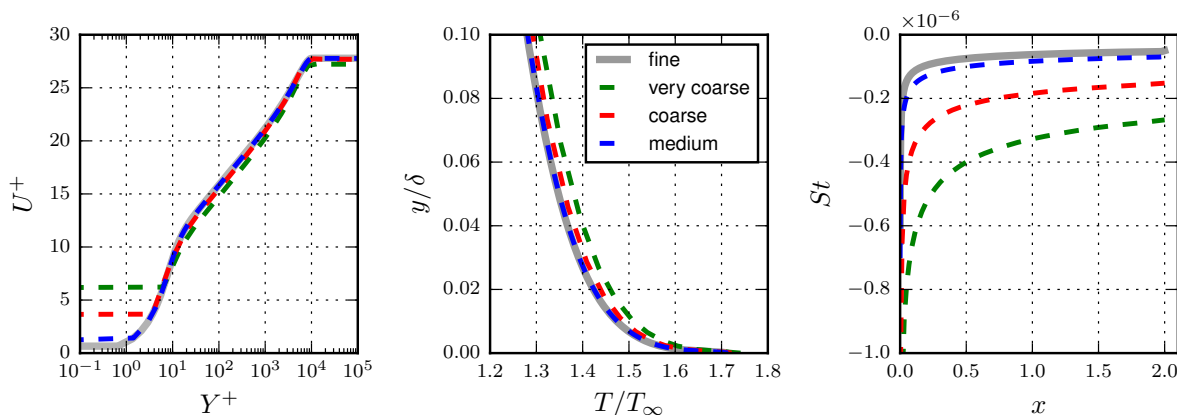 U⁺
30
25
20
15
10
5
0
10⁻¹ 10⁰ 10¹ 10² 10³ 10⁴ 10⁵
Y⁺
y/δ
0.10
0.08
0.06
0.04
0.02
0.00
1.2 1.3 1.4 1.5 1.6 1.7 1.8
T/T∞
fine
very coarse
coarse
medium
×10⁻⁶
St
0.0
−0.2
−0.4
−0.6
−0.8
−1.0
0.0 0.5 1.0 1.5 2.0
x